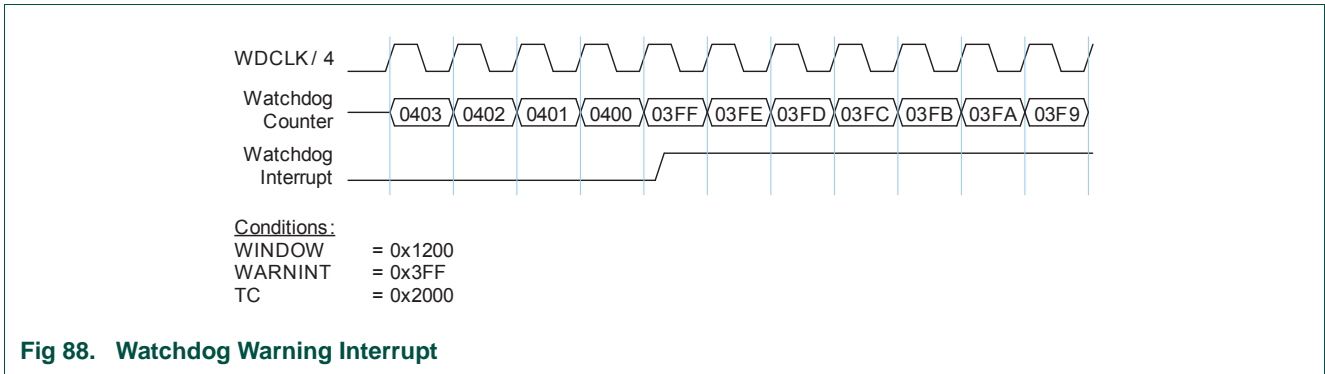 WDCLK / 4
Watchdog
Counter
0403 0402 0401 0400 03FF 03FE 03FD 03FC 03FB 03FA 03F9
Watchdog
Interrupt
Conditions:
WINDOW = 0x1200
WARNINT = 0x3FF
TC = 0x2000
Fig 88. Watchdog Warning Interrupt